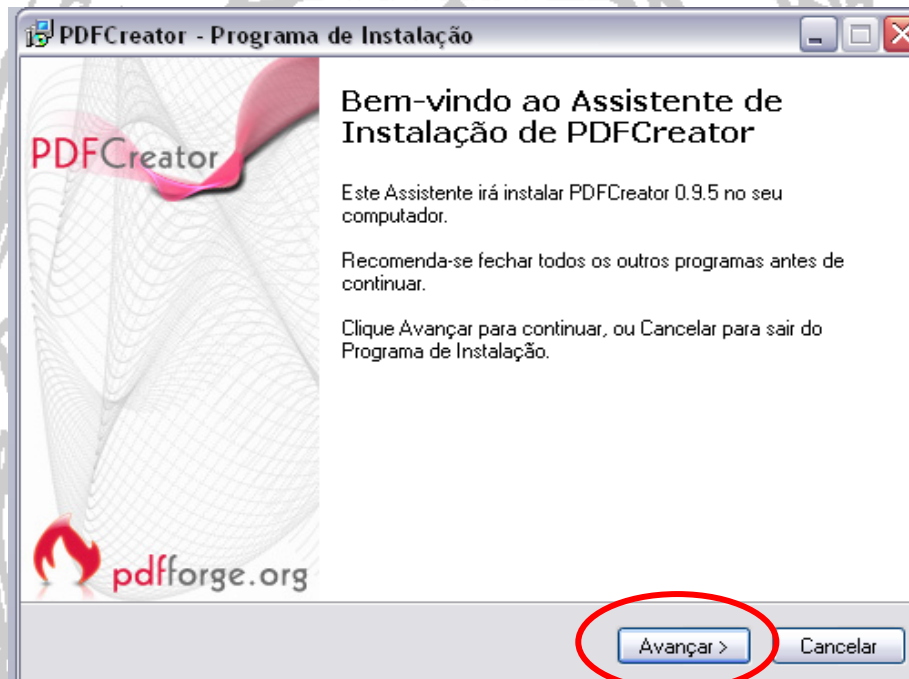 PDFCreator - Programa de Instalação
PDFCreator
Bem-vindo ao Assistente de
Instalação de PDFCreator
Este Assistente irá instalar PDFCreator 0.9.5 no seu
computador.
Recomenda-se fechar todos os outros programas antes de
continuar.
Clique Avançar para continuar, ou Cancelar para sair do
Programa de Instalação.
pdfforge.org
Avançar >
Cancelar